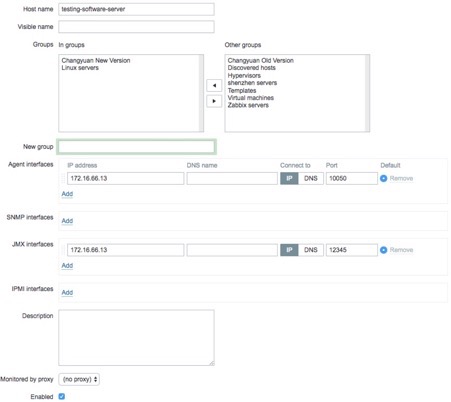 Host name testing-software-server
Visible name
Groups In groups Other groups
Changyuan New Version
Linux servers
Changyuan Old Version
Discovered hosts
Hypervisors
shenzhen servers
Templates
Virtual machines
Zabbix servers
New group
Agent interfaces IP address DNS name Connect to Port Default
172.16.66.13 IP DNS 10050 Remove
Add
SNMP interfaces Add
JMX interfaces 172.16.66.13 IP DNS 12345 Remove
Add
IPMI interfaces Add
Description
Monitored by proxy (no proxy)
Enabled